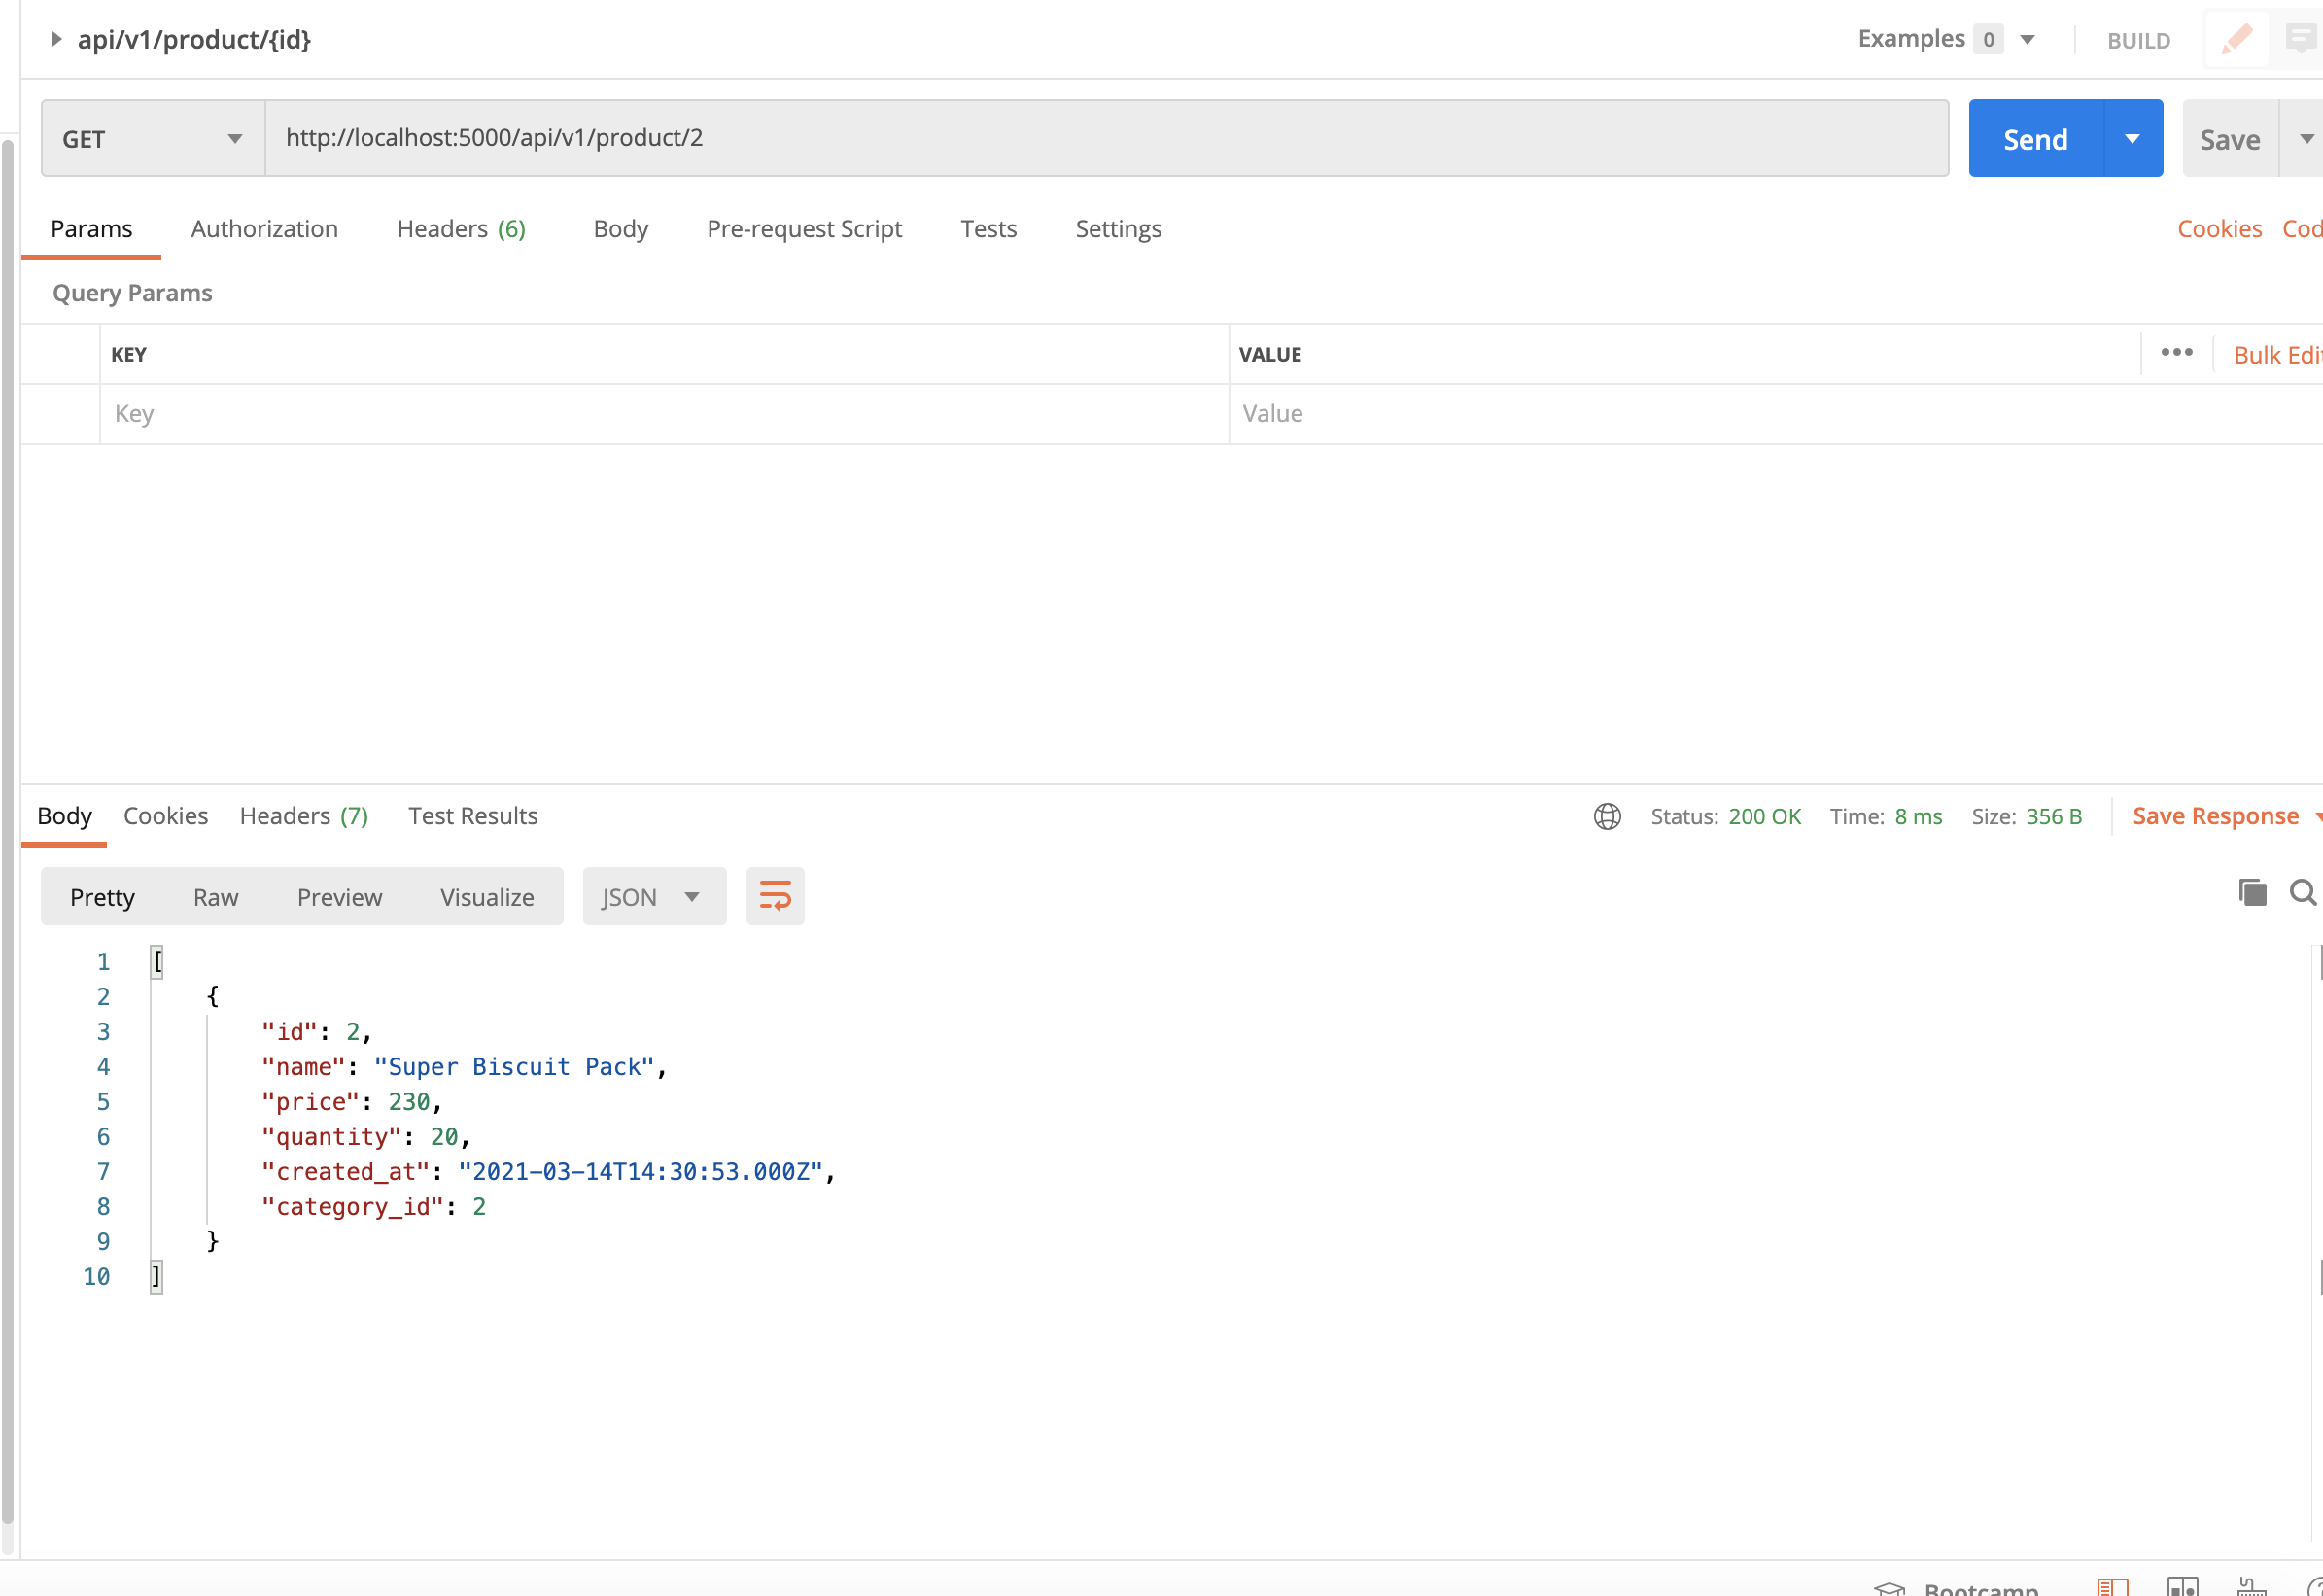 api/v1/product/{id}
Examples 0
BUILD
GET
http://localhost:5000/api/v1/product/2
Send
Save
Params Authorization Headers (6) Body Pre-request Script Tests Settings
Cookies Cod
Query Params
KEY VALUE
Bulk Edit
Key Value
Body Cookies Headers (7) Test Results
Status: 200 OK Time: 8 ms Size: 356 B
Save Response
Pretty Raw Preview Visualize JSON
1 [
2 {
3 "id": 2,
4 "name": "Super Biscuit Pack",
5 "price": 230,
6 "quantity": 20,
7 "created_at": "2021-03-14T14:30:53.000Z",
8 "category_id": 2
9 }
10 ]
Bootcamp